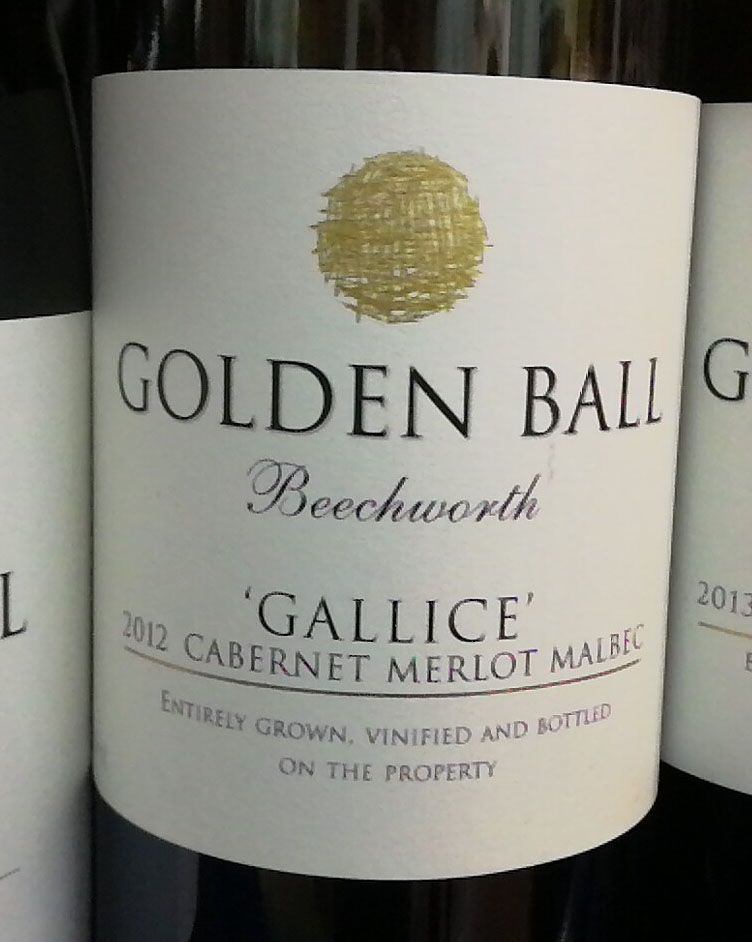 GOLDEN BALL
Beechworth
'GALLICE'
2012 CABERNET MERLOT MALBEC
ENTIRELY GROWN, VINIFIED AND BOTTLED
ON THE PROPERTY
L
G
2013
E